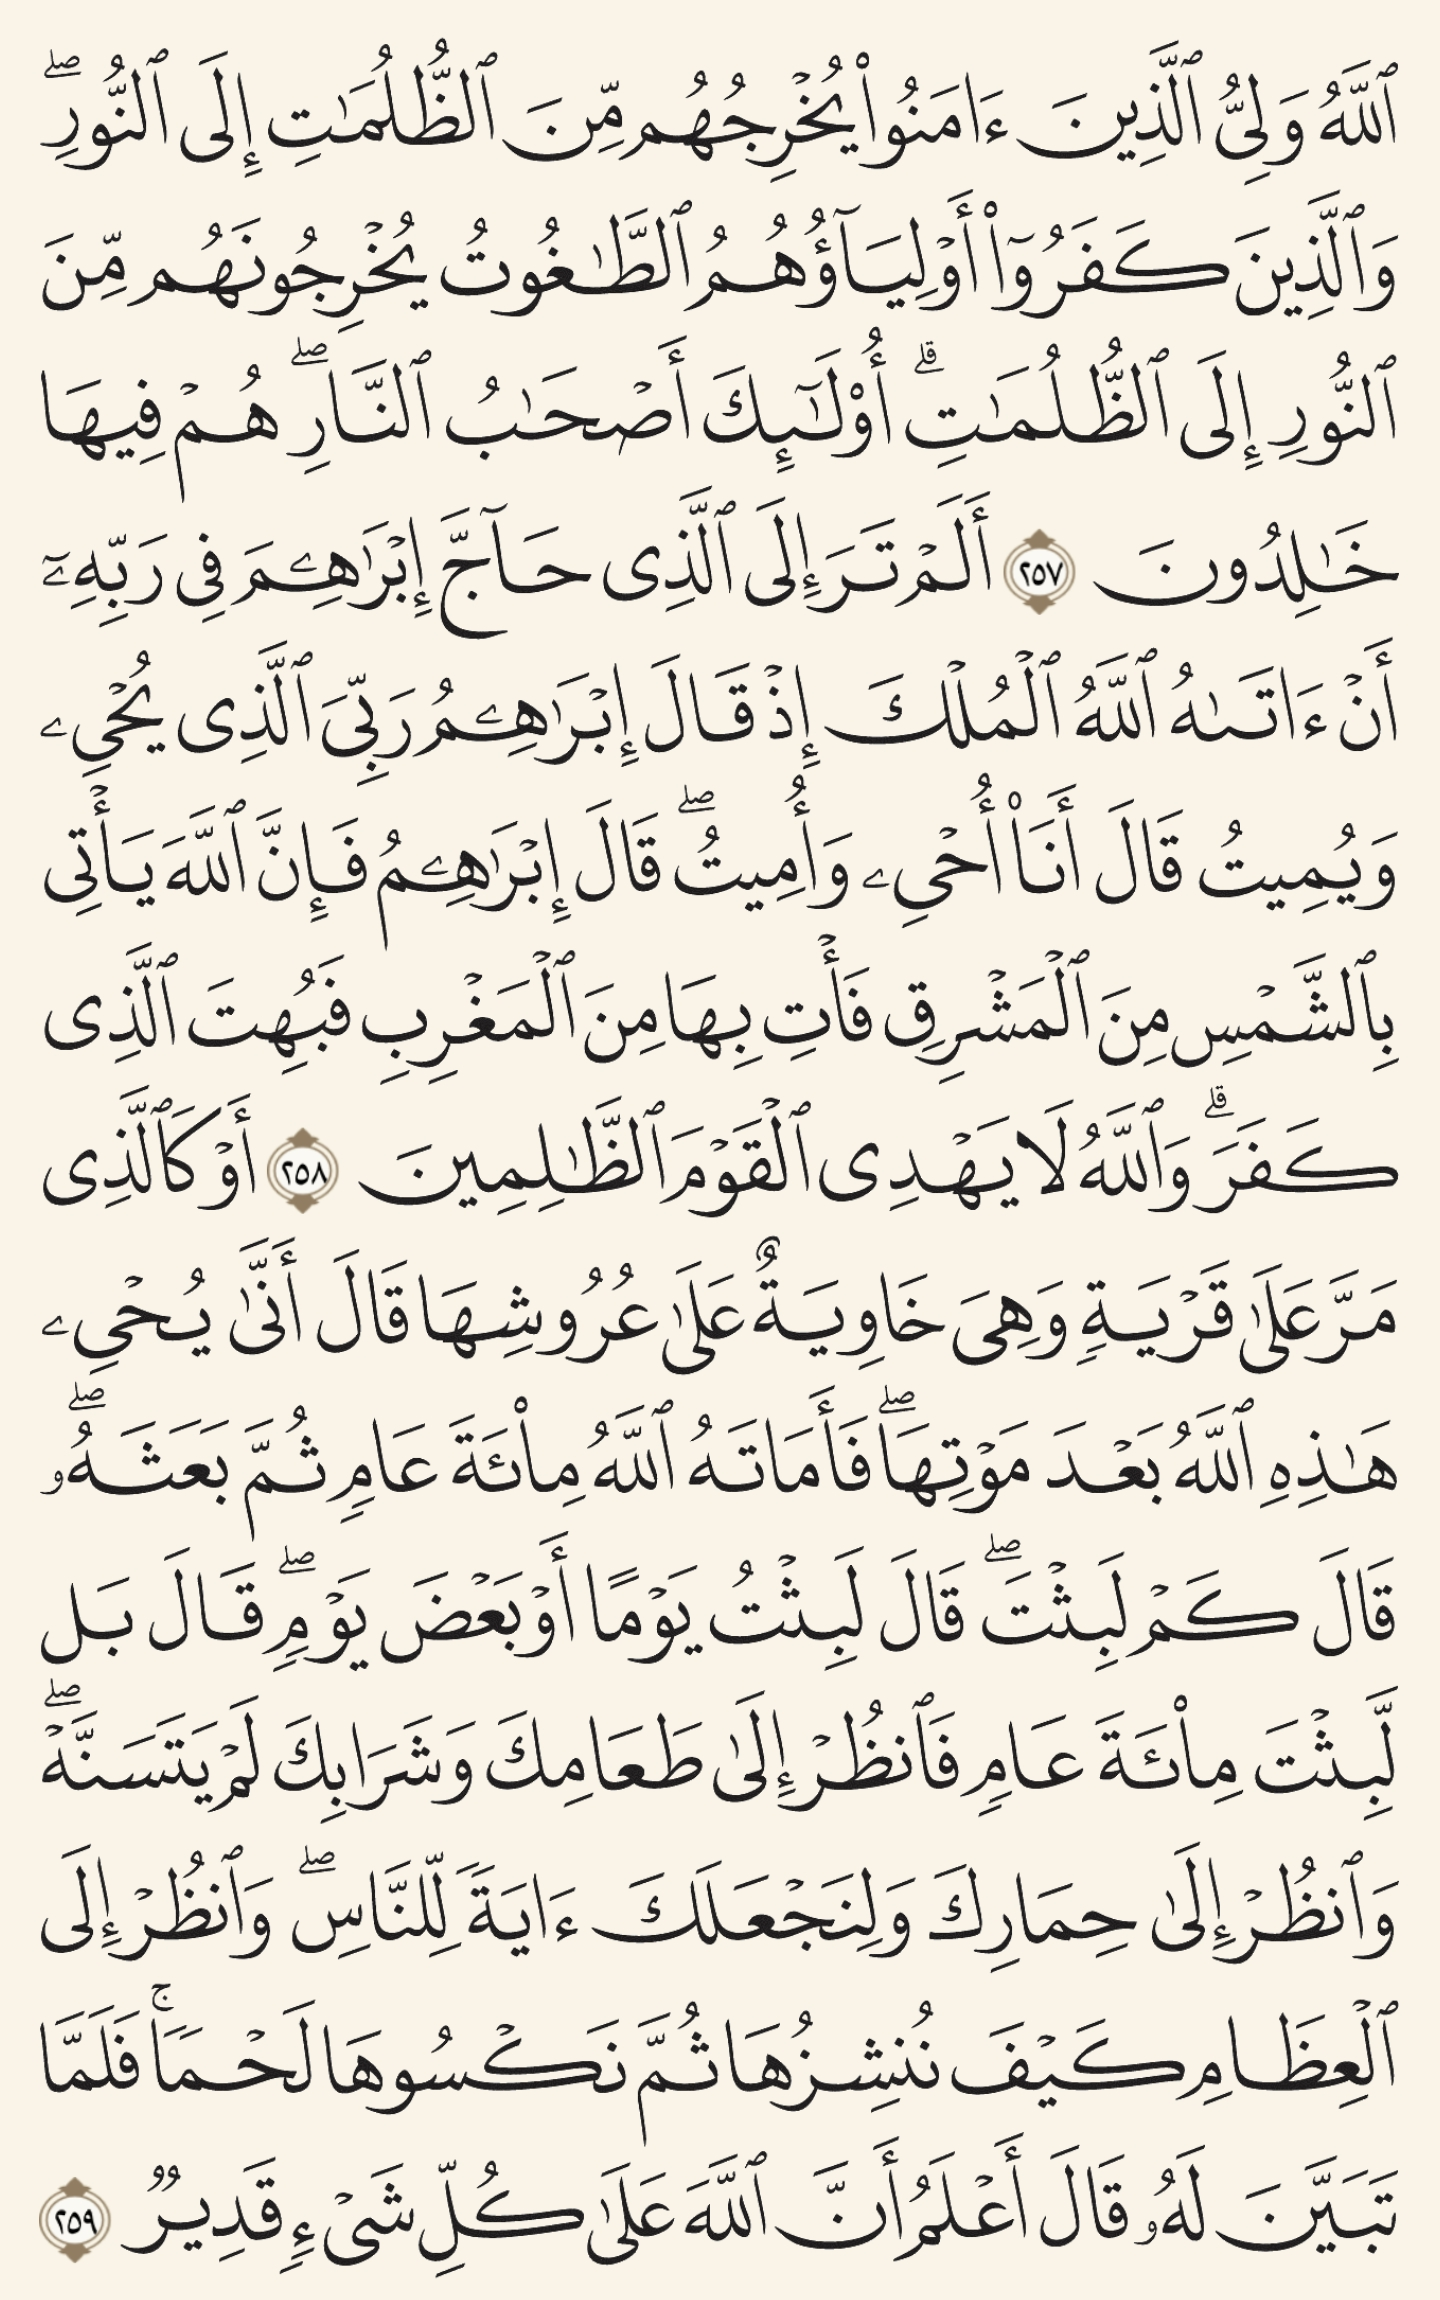 ٱللَّهُ وَلِىُّ ٱلَّذِينَ ءَامَنُوا۟ يُخْرِجُهُم مِّنَ ٱلظُّلُمَـٰتِ إِلَى ٱلنُّورِ ۖ
وَٱلَّذِينَ كَفَرُوٓا۟ أَوْلِيَآؤُهُمُ ٱلطَّـٰغُوتُ يُخْرِجُونَهُم مِّنَ
ٱلنُّورِ إِلَى ٱلظُّلُمَـٰتِ ۗ أُو۟لَـٰٓئِكَ أَصْحَـٰبُ ٱلنَّارِ ۖ هُمْ فِيهَا
خَـٰلِدُونَ ٢٥٧ أَلَمْ تَرَ إِلَى ٱلَّذِى حَآجَّ إِبْرَٰهِـۧمَ فِى رَبِّهِۦٓ
أَنْ ءَاتَىٰهُ ٱللَّهُ ٱلْمُلْكَ إِذْ قَالَ إِبْرَٰهِـۧمُ رَبِّىَ ٱلَّذِى يُحْىِۦ
وَيُمِيتُ قَالَ أَنَا۠ أُحْىِۦ وَأُمِيتُ ۖ قَالَ إِبْرَٰهِـۧمُ فَإِنَّ ٱللَّهَ يَأْتِى
بِٱلشَّمْسِ مِنَ ٱلْمَشْرِقِ فَأْتِ بِهَا مِنَ ٱلْمَغْرِبِ فَبُهِتَ ٱلَّذِى
كَفَرَ ۗ وَٱللَّهُ لَا يَهْدِى ٱلْقَوْمَ ٱلظَّـٰلِمِينَ ٢٥٨ أَوْ كَٱلَّذِى
مَرَّ عَلَىٰ قَرْيَةٍ وَهِىَ خَاوِيَةٌ عَلَىٰ عُرُوشِهَا قَالَ أَنَّىٰ يُحْىِۦ
هَـٰذِهِ ٱللَّهُ بَعْدَ مَوْتِهَا ۖ فَأَمَاتَهُ ٱللَّهُ مِا۟ئَةَ عَامٍ ثُمَّ بَعَثَهُۥ ۖ
قَالَ كَمْ لَبِثْتَ ۖ قَالَ لَبِثْتُ يَوْمًا أَوْ بَعْضَ يَوْمٍ ۖ قَالَ بَل
لَّبِثْتَ مِا۟ئَةَ عَامٍ فَٱنظُرْ إِلَىٰ طَعَامِكَ وَشَرَابِكَ لَمْ يَتَسَنَّهْ ۖ
وَٱنظُرْ إِلَىٰ حِمَارِكَ وَلِنَجْعَلَكَ ءَايَةً لِّلنَّاسِ ۖ وَٱنظُرْ إِلَى
ٱلْعِظَامِ كَيْفَ نُنشِزُهَا ثُمَّ نَكْسُوهَا لَحْمًا ۚ فَلَمَّا
تَبَيَّنَ لَهُۥ قَالَ أَعْلَمُ أَنَّ ٱللَّهَ عَلَىٰ كُلِّ شَىْءٍ قَدِيرٌ ٢٥٩